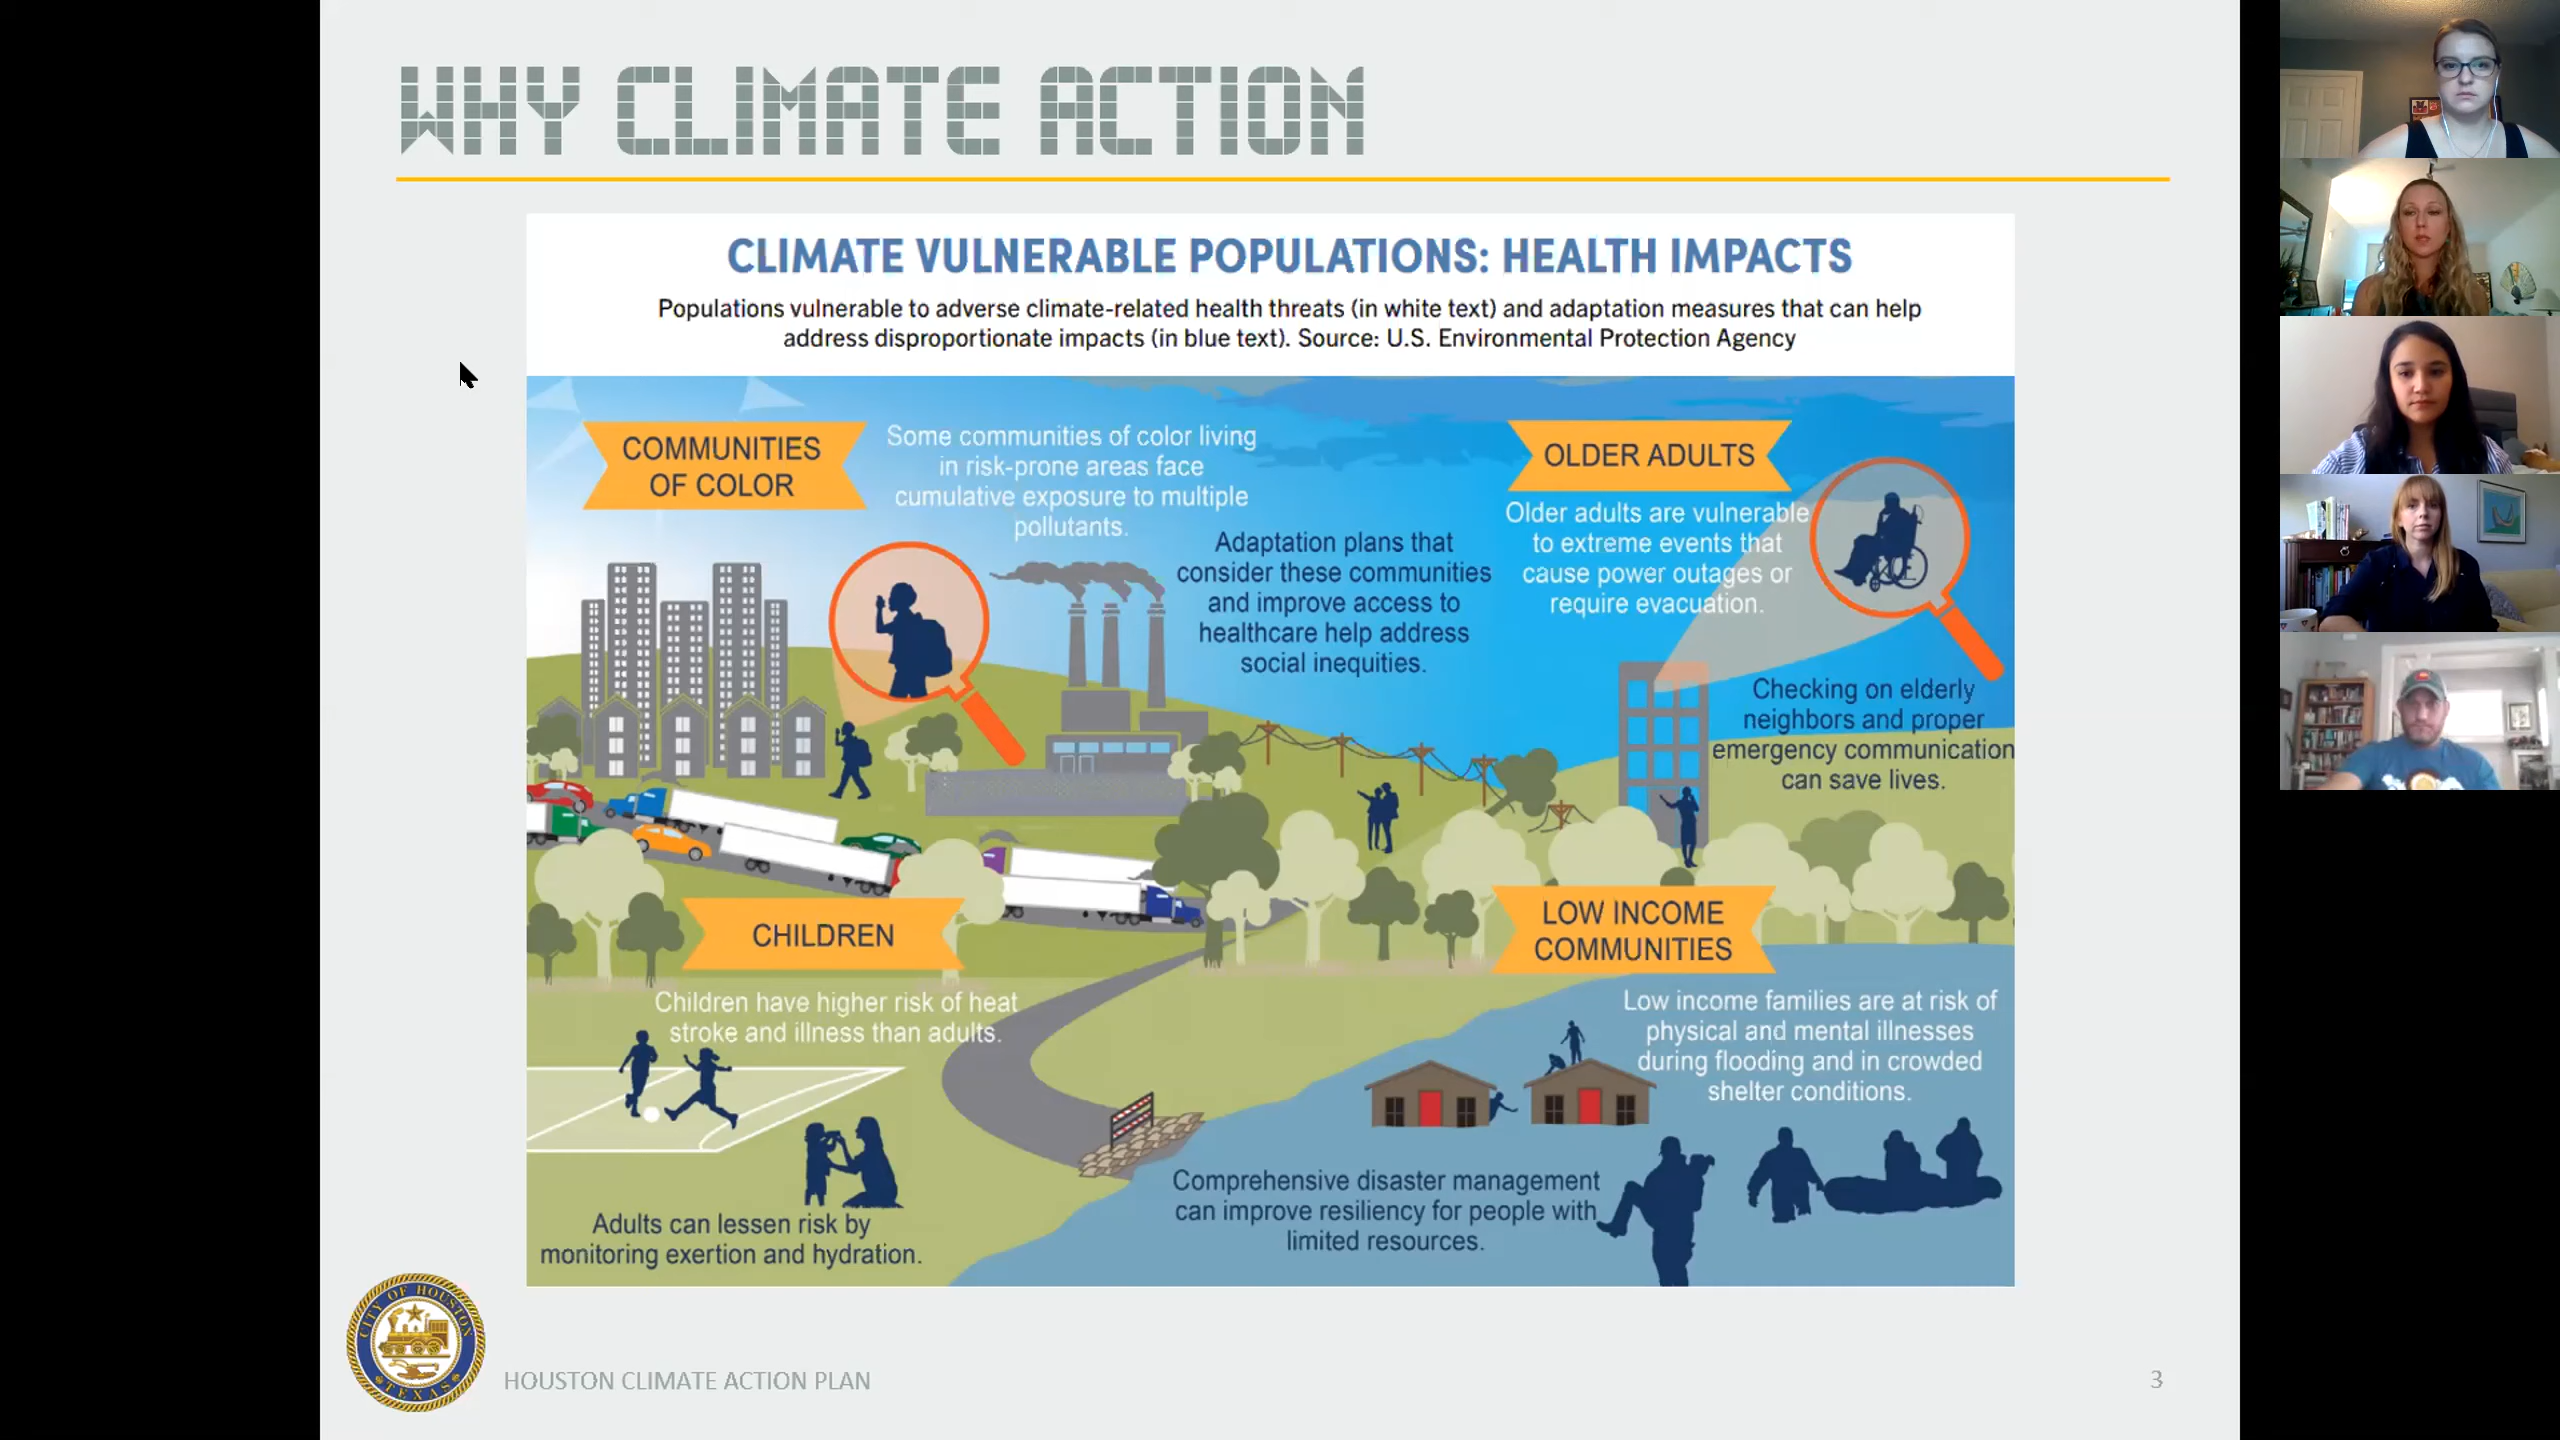 WHY CLIMATE ACTION
CLIMATE VULNERABLE POPULATIONS: HEALTH IMPACTS
Populations vulnerable to adverse climate-related health threats (in white text) and adaptation measures that can help
address disproportionate impacts (in blue text). Source: U.S. Environmental Protection Agency
COMMUNITIES
OF COLOR
Some communities of color living
in risk-prone areas face
cumulative exposure to multiple
pollutants.
Adaptation plans that
consider these communities
and improve access to
healthcare help address
social inequities.
OLDER ADULTS
Older adults are vulnerable
to extreme events that
cause power outages or
require evacuation.
Checking on elderly
neighbors and proper
emergency communication
can save lives.
CHILDREN
Children have higher risk of heat
stroke and illness than adults.
Adults can lessen risk by
monitoring exertion and hydration.
LOW INCOME
COMMUNITIES
Low income families are at risk of
physical and mental illnesses
during flooding and in crowded
shelter conditions.
Comprehensive disaster management
can improve resiliency for people with
limited resources.
CITY OF HOUSTON
TEXAS
HOUSTON CLIMATE ACTION PLAN
3